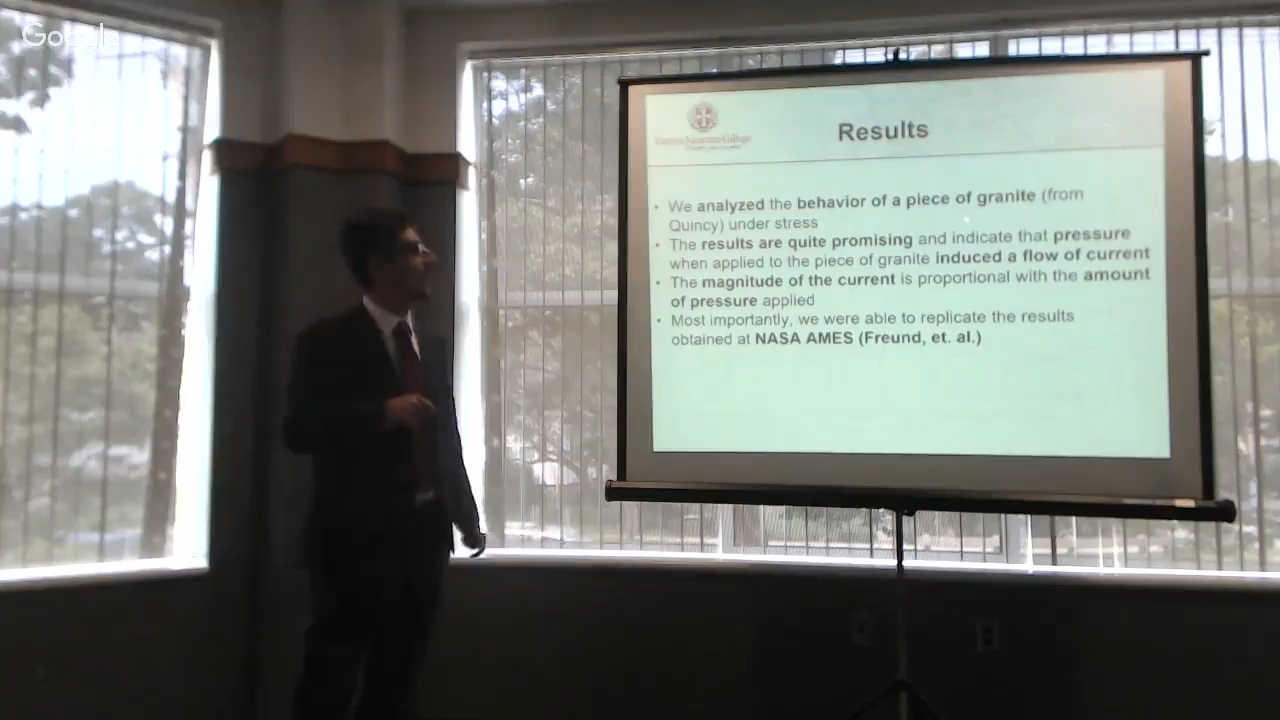 Google
Eastern Nazarene College
Results
• We analyzed the behavior of a piece of granite (from
Quincy) under stress
• The results are quite promising and indicate that pressure
when applied to the piece of granite induced a flow of current
• The magnitude of the current is proportional with the amount
of pressure applied
• Most importantly, we were able to replicate the results
obtained at NASA AMES (Freund, et. al.)